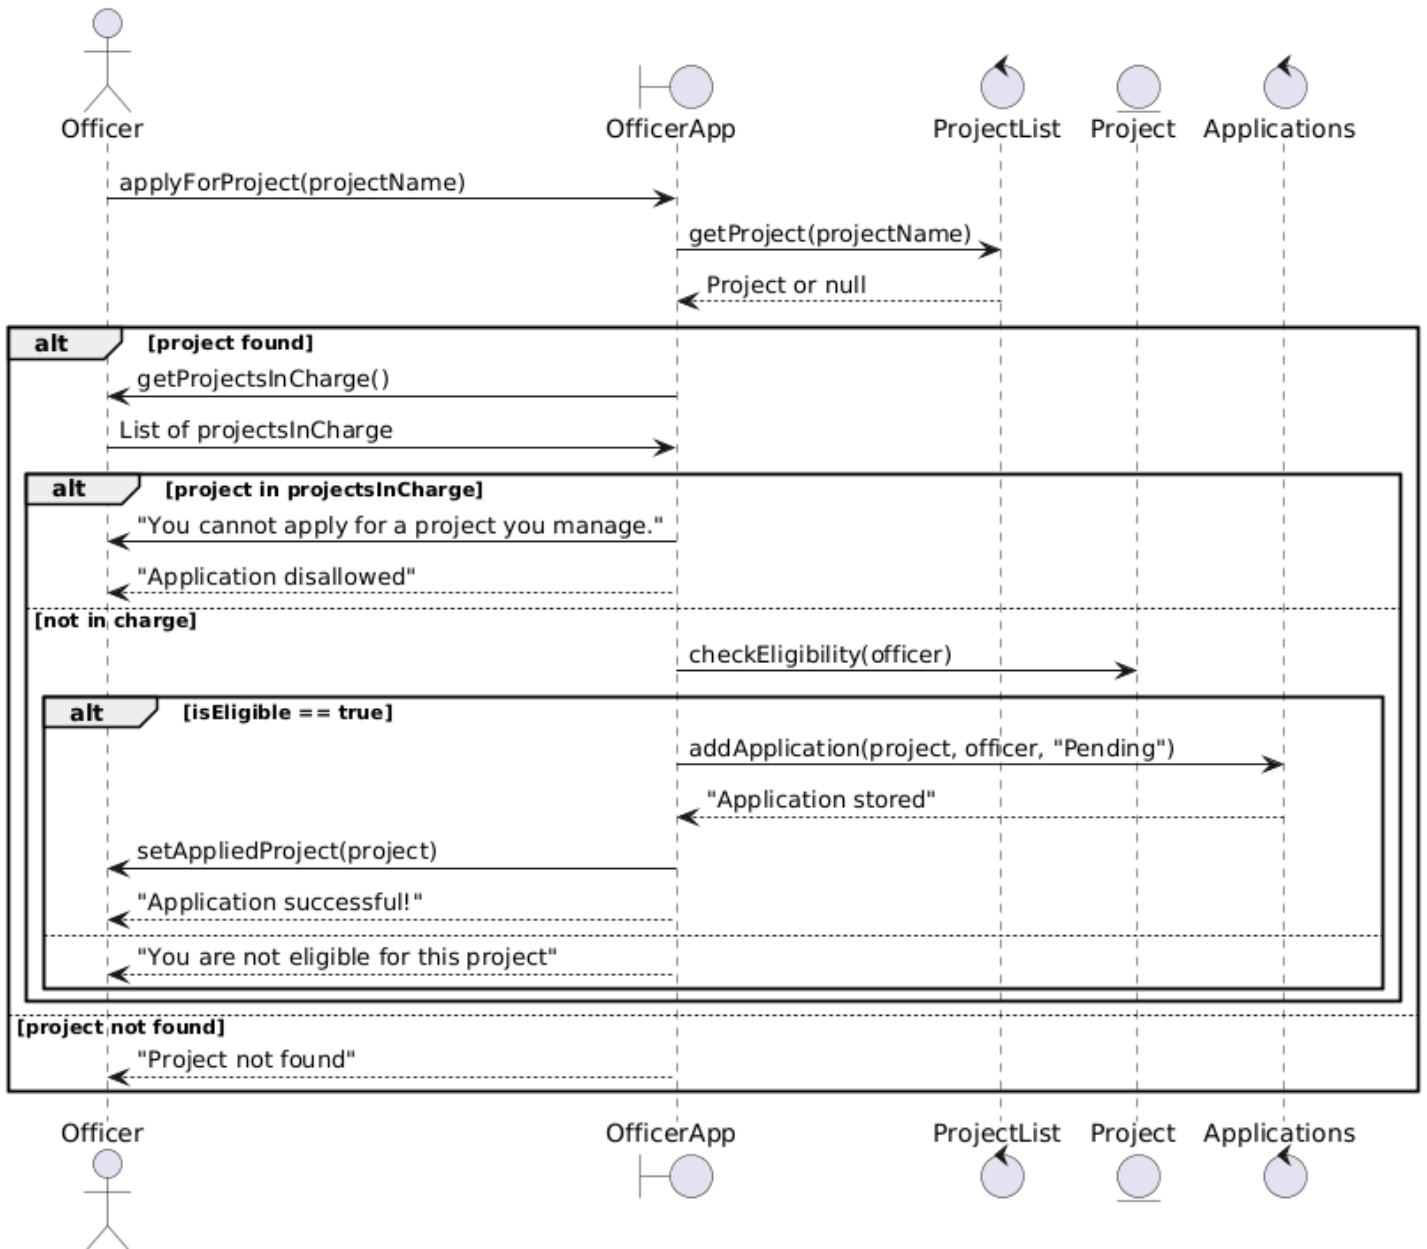 Officer OfficerApp ProjectList Project Applications
applyForProject(projectName)
getProject(projectName)
Project or null
alt [project found]
getProjectsInCharge()
List of projectsInCharge
alt [project in projectsInCharge]
"You cannot apply for a project you manage."
"Application disallowed"
[not in charge]
checkEligibility(officer)
alt [isEligible == true]
addApplication(project, officer, "Pending")
"Application stored"
setAppliedProject(project)
"Application successful!"
"You are not eligible for this project"
[project not found]
"Project not found"
Officer OfficerApp ProjectList Project Applications